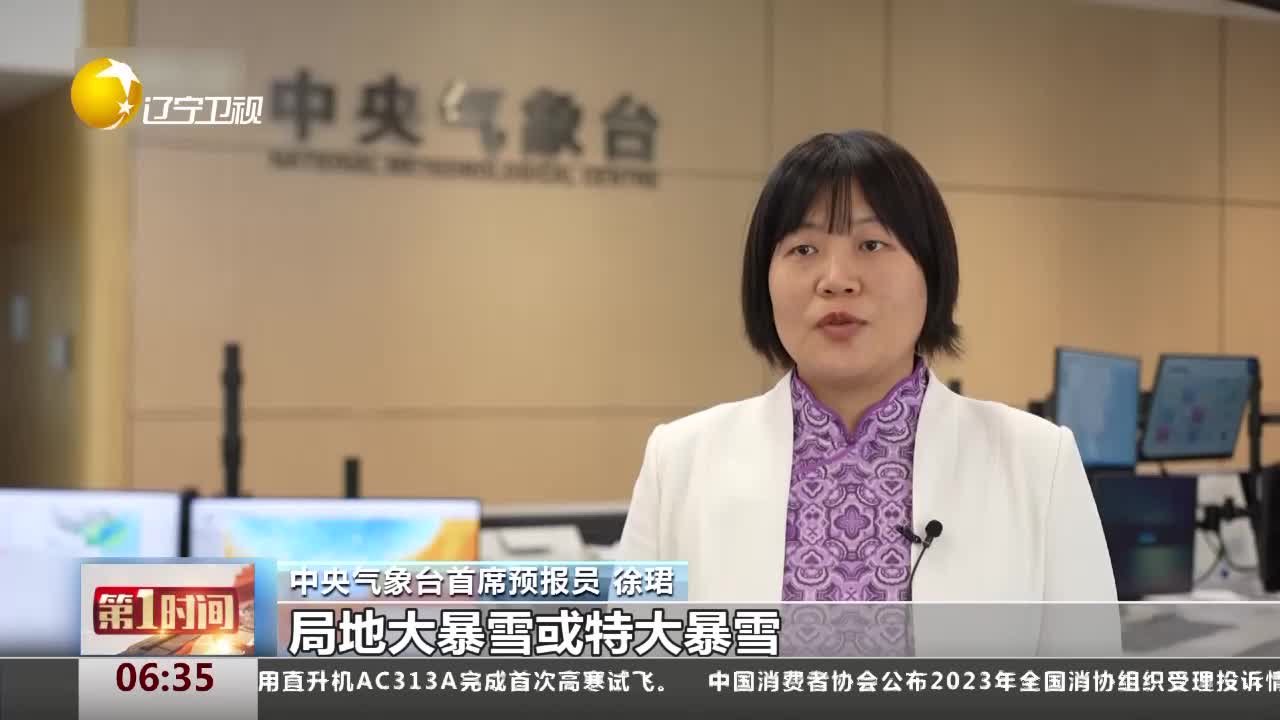 辽宁卫视
中央气象台
NATIONAL METEOROLOGICAL CENTRE
中央气象台首席预报员 徐珺
第1时间
局地大暴雪或特大暴雪
06:35
用直升机AC313A完成首次高寒试飞。 中国消费者协会公布2023年全国消协组织受理投诉情